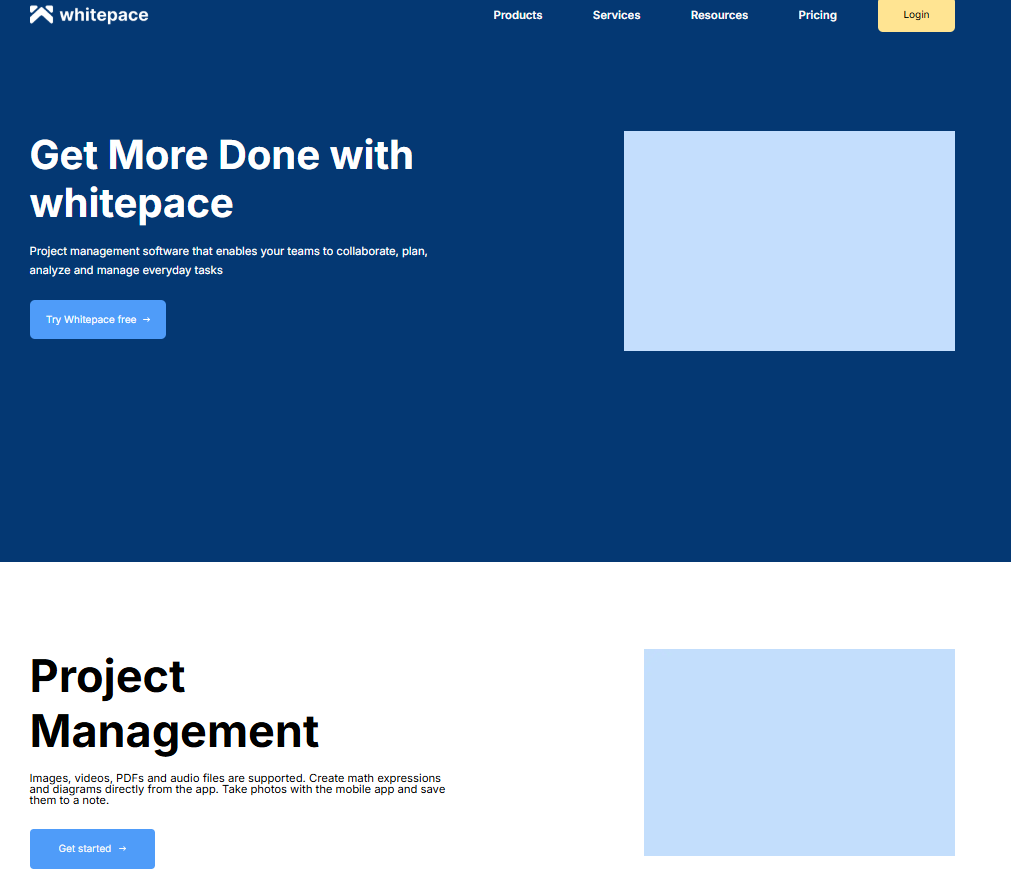 whitepace
Products
Services
Resources
Pricing
Login
Get More Done with
whitepace
Project management software that enables your teams to collaborate, plan,
analyze and manage everyday tasks
Try Whitepace free →
Project
Management
Images, videos, PDFs and audio files are supported. Create math expressions
and diagrams directly from the app. Take photos with the mobile app and save
them to a note.
Get started →